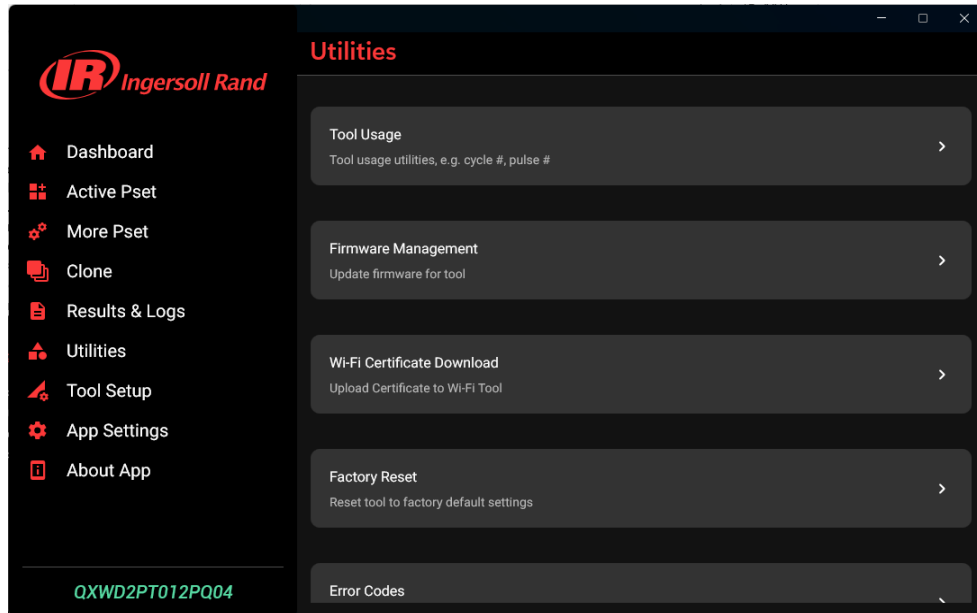 IR Ingersoll Rand
Dashboard
Active Pset
More Pset
Clone
Results & Logs
Utilities
Tool Setup
App Settings
About App
QXWD2PT012PQ04
Utilities
Tool Usage
Tool usage utilities, e.g. cycle #, pulse #
Firmware Management
Update firmware for tool
Wi-Fi Certificate Download
Upload Certificate to Wi-Fi Tool
Factory Reset
Reset tool to factory default settings
Error Codes